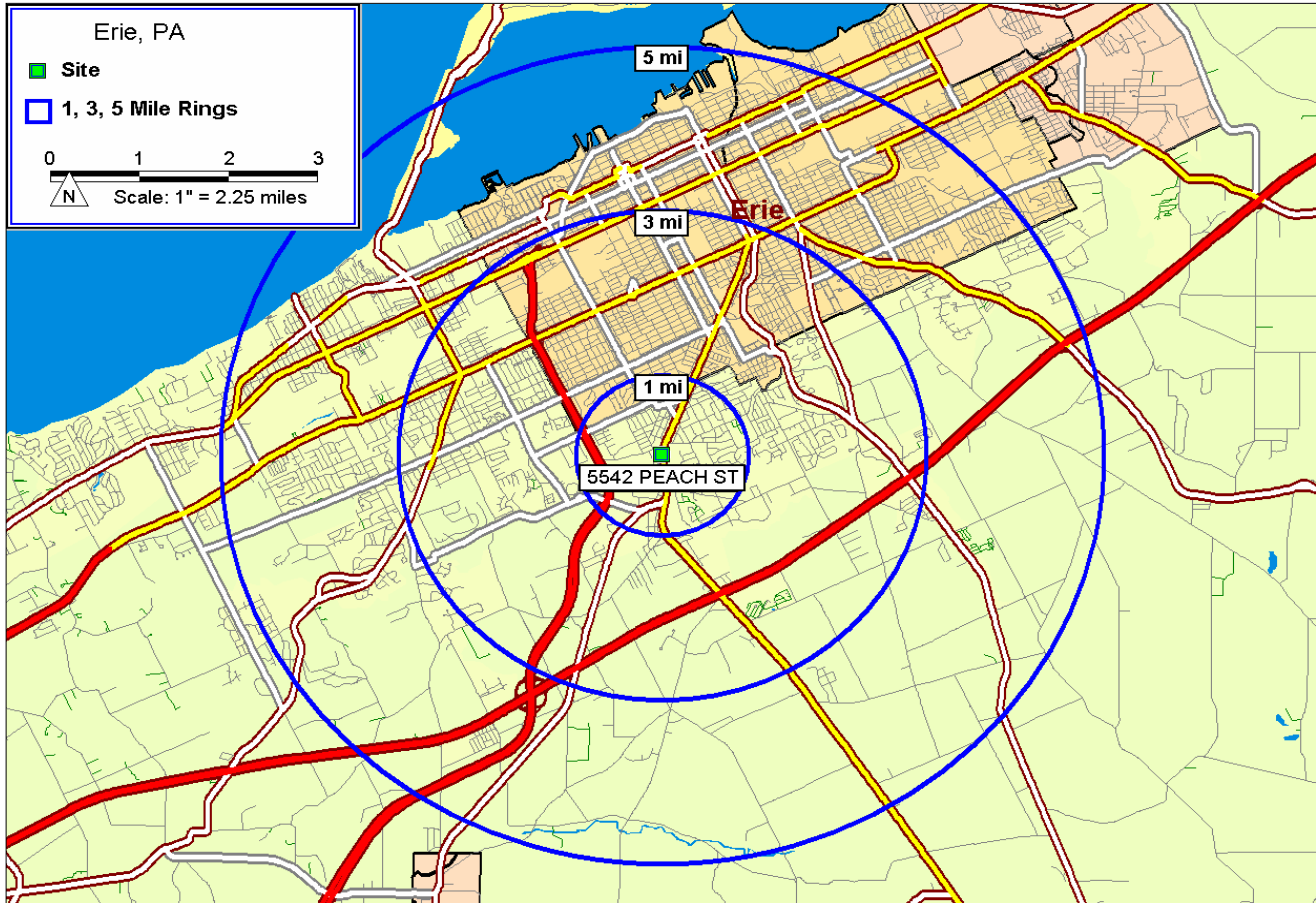 Erie, PA
Site
1, 3, 5 Mile Rings
0 1 2 3
N
Scale: 1" = 2.25 miles
5 mi
3 mi
Erie
1 mi
5542 PEACH ST